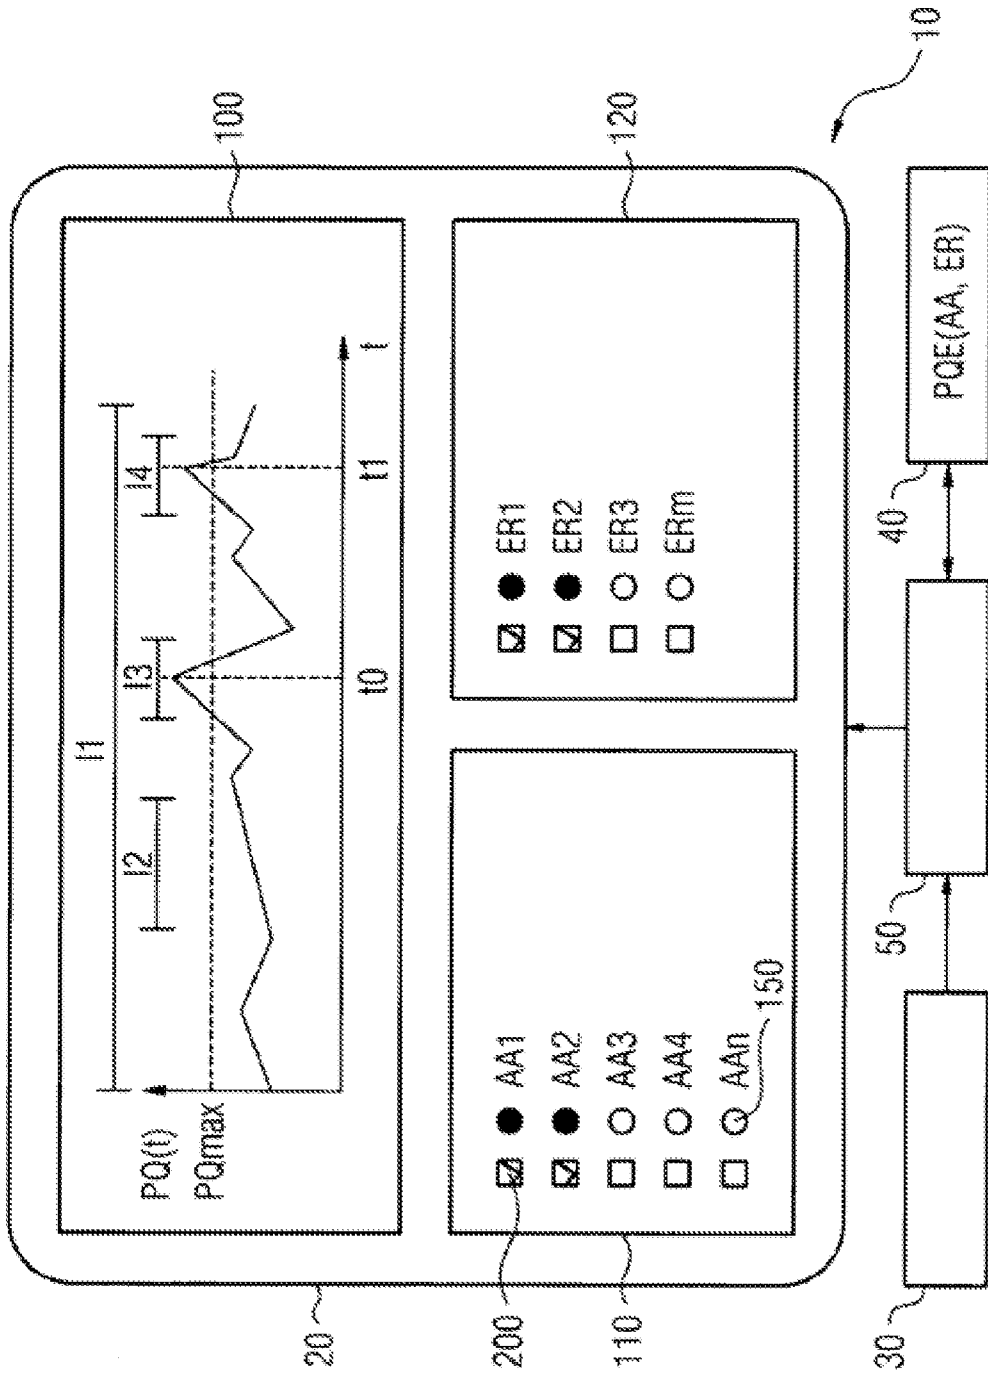 10
20
100
I1
I2
I3
I4
PQ(t)
PQmax
t0
t1
t
200
110
AA1
AA2
AA3
AA4
AAn
150
120
ER1
ER2
ER3
ERm
30
50
40
PQE(AA, ER)